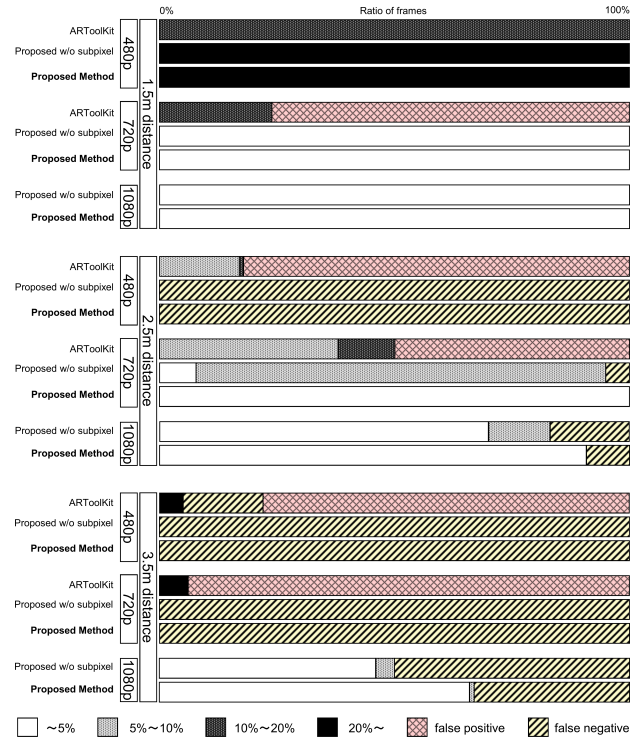 0% Ratio of frames 100%
1.5m distance
480p
ARToolKit
Proposed w/o subpixel
Proposed Method
720p
ARToolKit
Proposed w/o subpixel
Proposed Method
1080p
Proposed w/o subpixel
Proposed Method
2.5m distance
480p
ARToolKit
Proposed w/o subpixel
Proposed Method
720p
ARToolKit
Proposed w/o subpixel
Proposed Method
1080p
Proposed w/o subpixel
Proposed Method
3.5m distance
480p
ARToolKit
Proposed w/o subpixel
Proposed Method
720p
ARToolKit
Proposed w/o subpixel
Proposed Method
1080p
Proposed w/o subpixel
Proposed Method
～5% 5%～10% 10%～20% 20%～ false positive false negative